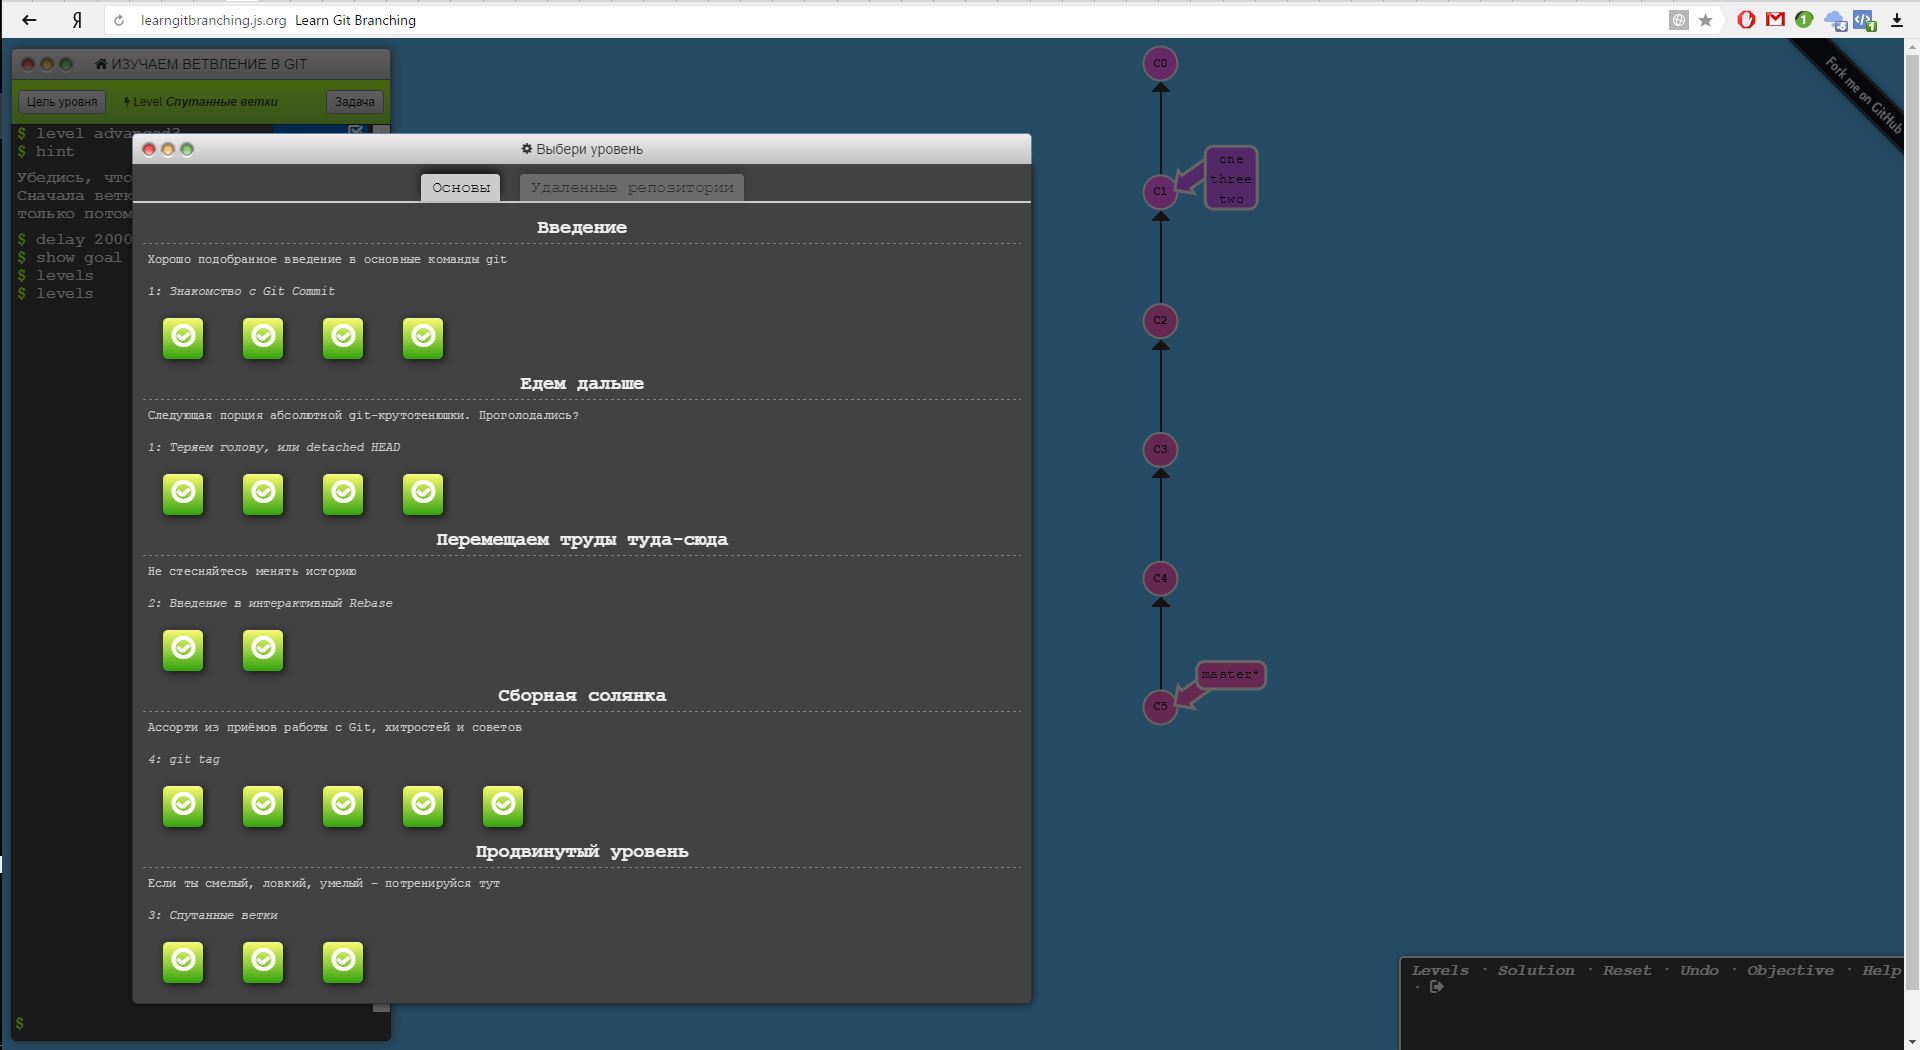 learngitbranching.js.org Learn Git Branching
Fork me on GitHub
ИЗУЧАЕМ ВЕТВЛЕНИЕ В GIT
Цель уровня
Level Спутанные ветки
Задача
$ level advanced3
$ hint
Убедись, что
Сначала ветк
только потом
$ delay 2000
$ show goal
$ levels
$ levels
$
Выбери уровень
Основы
Удаленные репозитории
Введение
Хорошо подобранное введение в основные команды git
1: Знакомство с Git Commit
Едем дальше
Следующая порция абсолютной git-крутотенюшки. Проголодались?
1: Теряем голову, или detached HEAD
Перемещаем труды туда-сюда
Не стесняйтесь менять историю
2: Введение в интерактивный Rebase
Сборная солянка
Ассорти из приёмов работы с Git, хитростей и советов
4: git tag
Продвинутый уровень
Если ты смелый, ловкий, умелый - потренируйся тут
3: Спутанные ветки
C0
C1
one
three
two
C2
C3
C4
master*
C5
Levels · Solution · Reset · Undo · Objective · Help
·